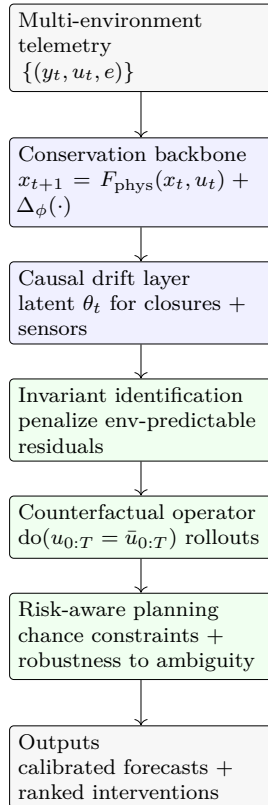 Multi-environment
telemetry
{(y_t, u_t, e)}
Conservation backbone
x_{t+1} = F_{phys}(x_t, u_t) +
Δ_ϕ(·)
Causal drift layer
latent θ_t for closures +
sensors
Invariant identification
penalize env-predictable
residuals
Counterfactual operator
do(u_{0:T} = ū_{0:T}) rollouts
Risk-aware planning
chance constraints +
robustness to ambiguity
Outputs
calibrated forecasts +
ranked interventions